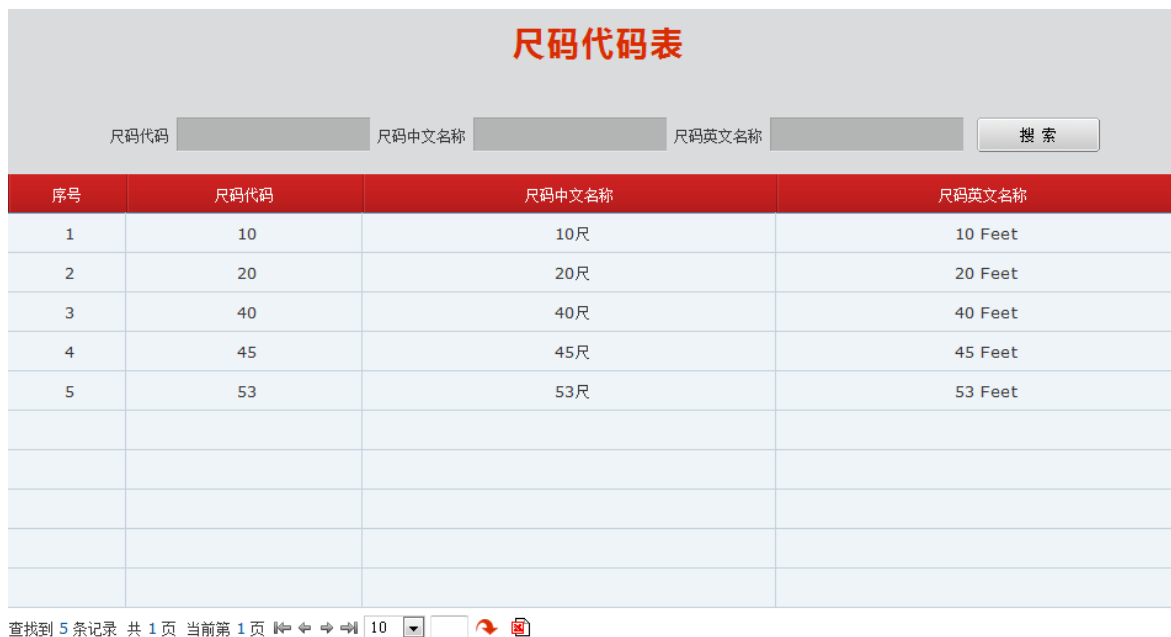 尺码代码表
尺码代码 尺码中文名称 尺码英文名称 搜 索
序号 尺码代码 尺码中文名称 尺码英文名称
1 10 10尺 10 Feet
2 20 20尺 20 Feet
3 40 40尺 40 Feet
4 45 45尺 45 Feet
5 53 53尺 53 Feet
查找到 5 条记录 共 1 页 当前第 1 页 10